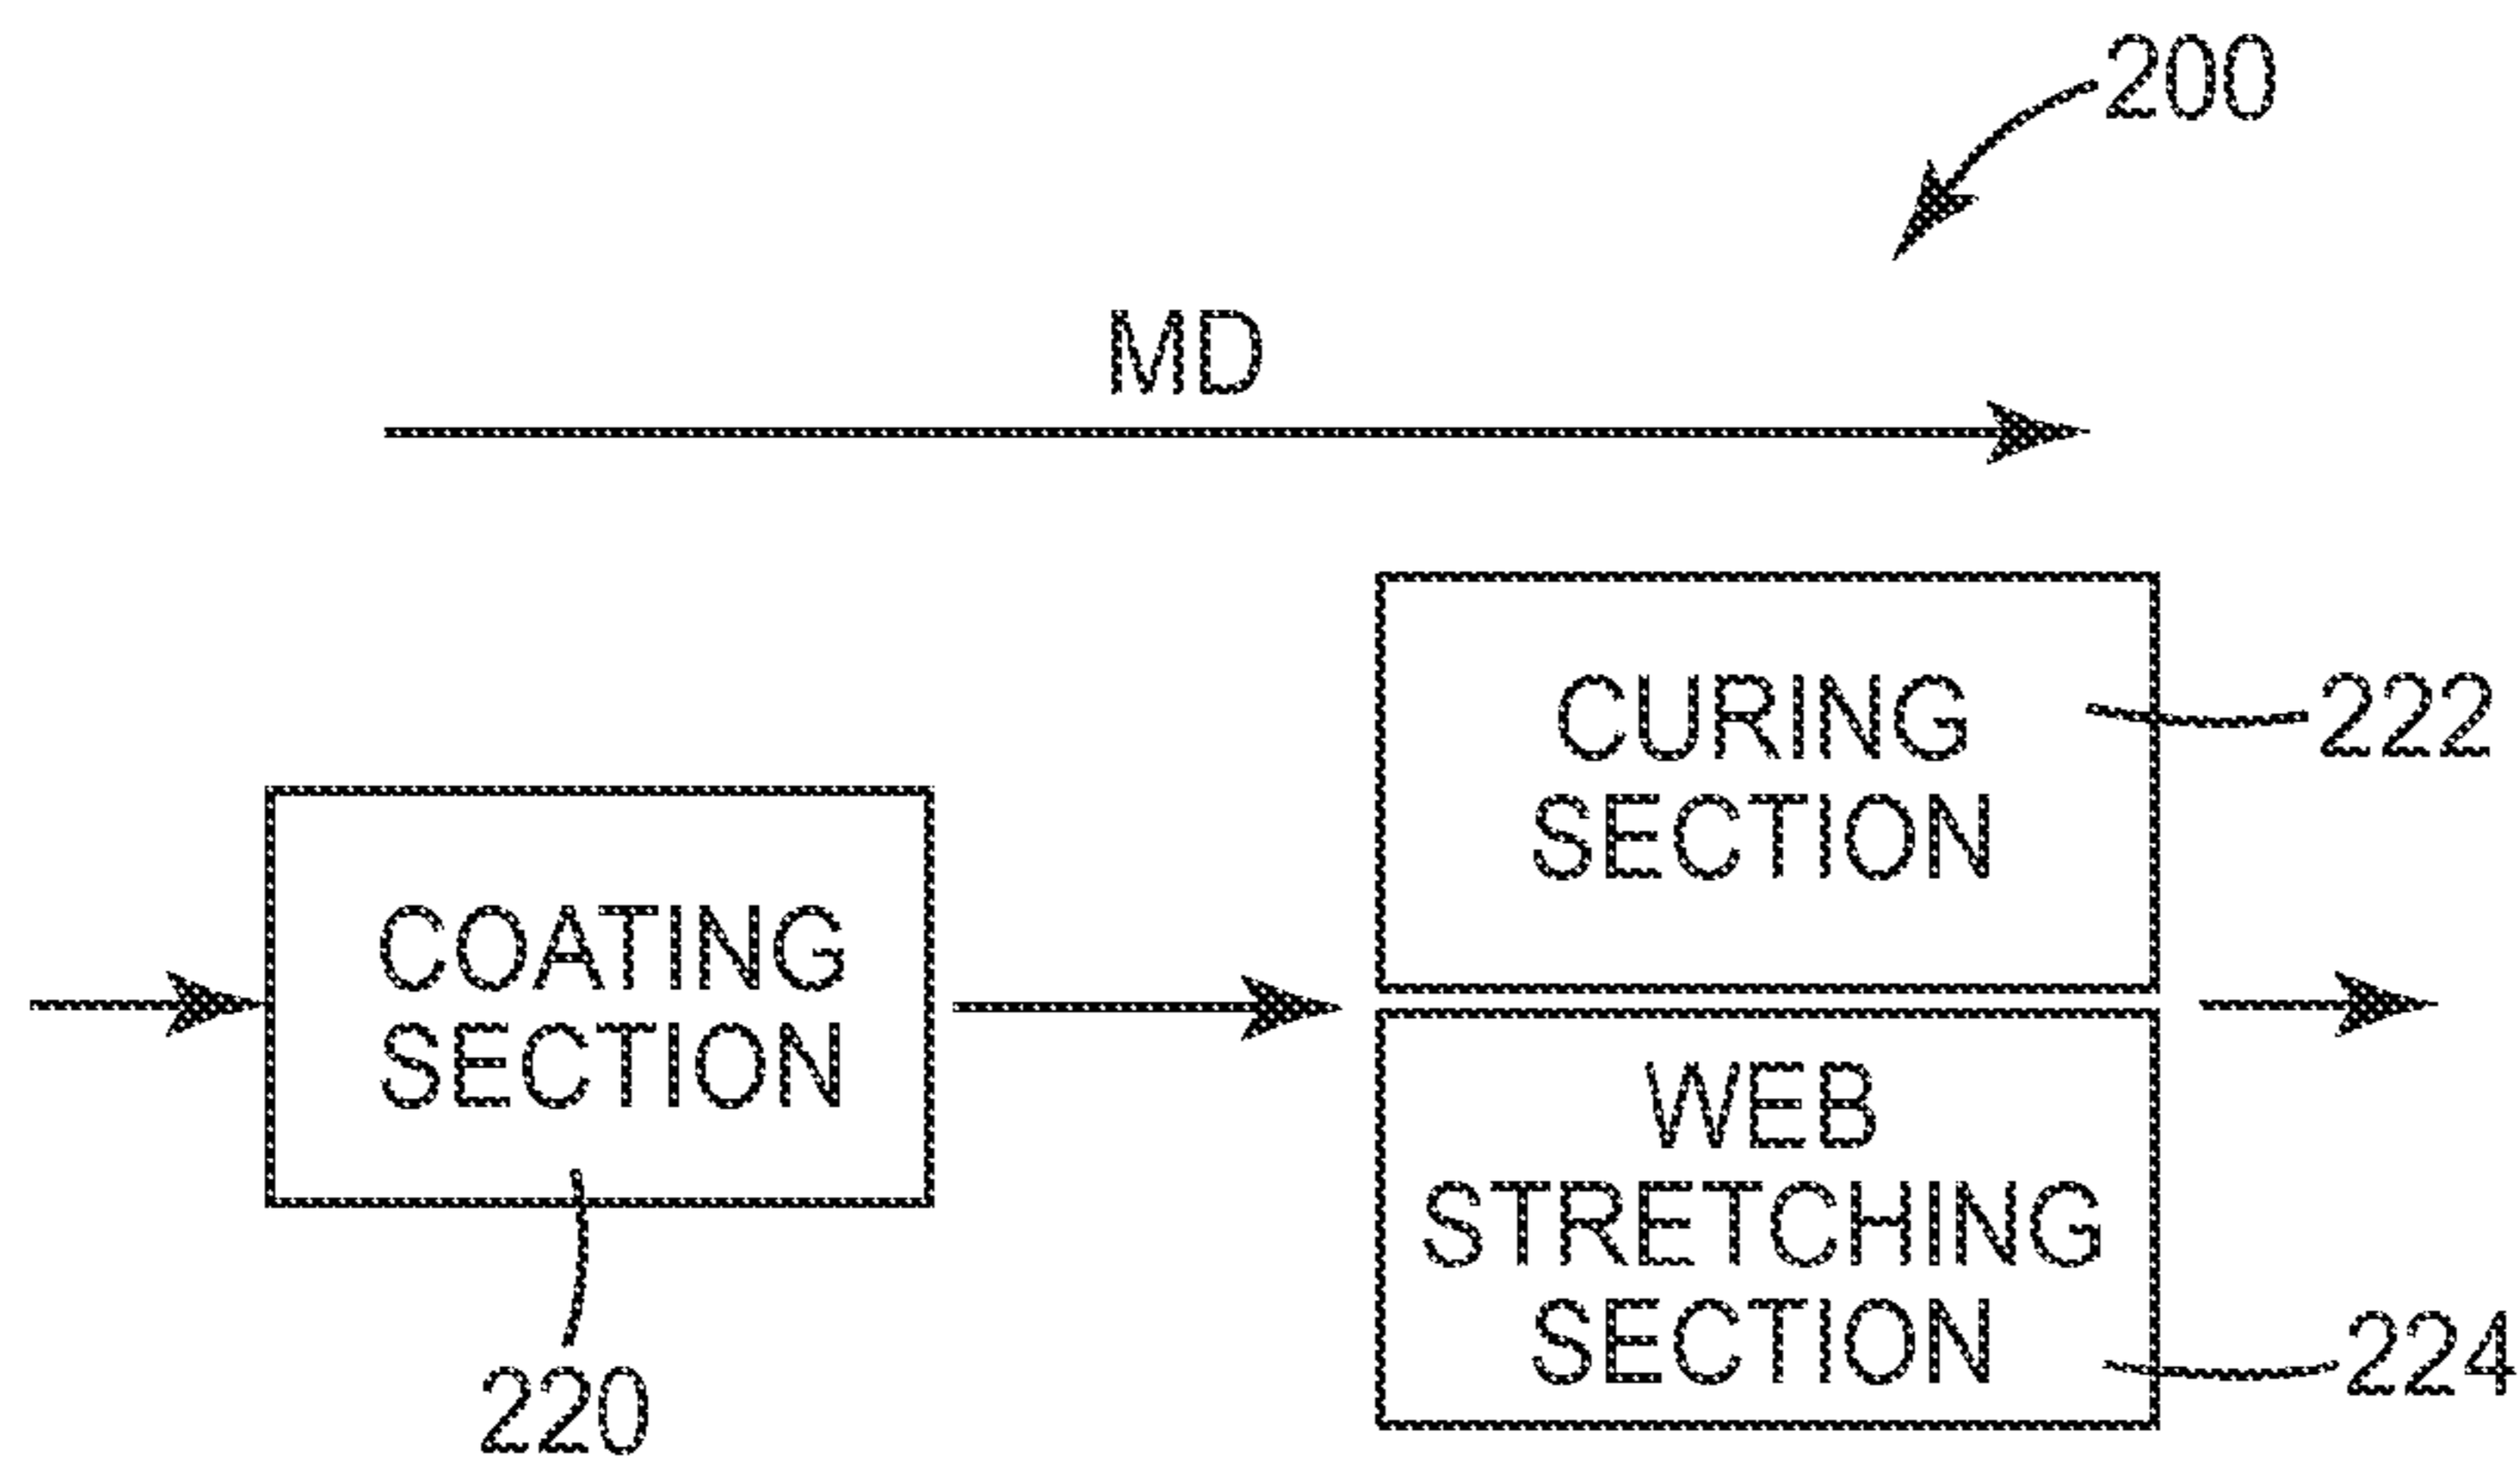 200
MD
CURING
SECTION
222
COATING
SECTION
220
WEB
STRETCHING
SECTION
224